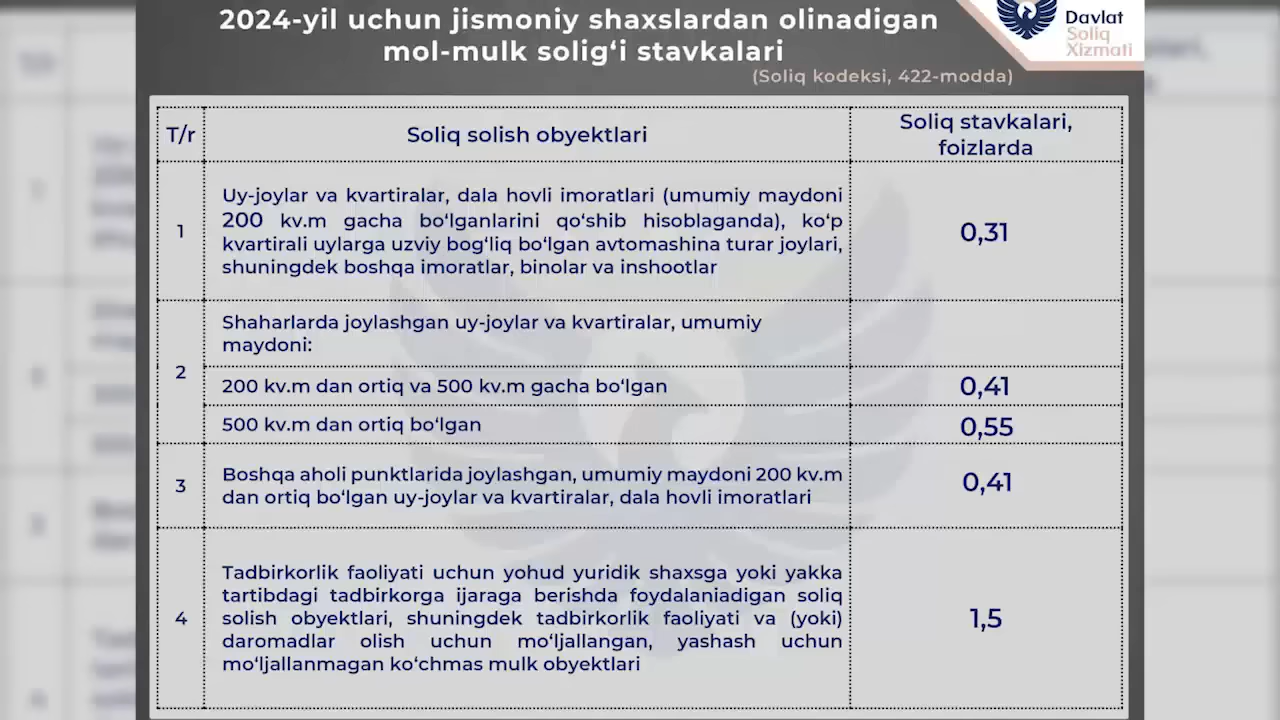 2024-yil uchun jismoniy shaxslardan olinadigan
mol-mulk solig‘i stavkalari
(Soliq kodeksi, 422-modda)
Davlat
Soliq
Xizmati
T/r
Soliq solish obyektlari
Soliq stavkalari,
foizlarda
1
Uy-joylar va kvartiralar, dala hovli imoratlari (umumiy maydoni
200 kv.m gacha bo‘lganlarini qo‘shib hisoblaganda), ko‘p
kvartirali uylarga uzviy bog‘liq bo‘lgan avtomashina turar joylari,
shuningdek boshqa imoratlar, binolar va inshootlar
0,31
2
Shaharlarda joylashgan uy-joylar va kvartiralar, umumiy
maydoni:
200 kv.m dan ortiq va 500 kv.m gacha bo‘lgan
0,41
500 kv.m dan ortiq bo‘lgan
0,55
3
Boshqa aholi punktlarida joylashgan, umumiy maydoni 200 kv.m
dan ortiq bo‘lgan uy-joylar va kvartiralar, dala hovli imoratlari
0,41
4
Tadbirkorlik faoliyati uchun yohud yuridik shaxsga yoki yakka
tartibdagi tadbirkorga ijaraga berishda foydalaniadigan soliq
solish obyektlari, shuningdek tadbirkorlik faoliyati va (yoki)
daromadlar olish uchun mo‘ljallangan, yashash uchun
mo‘ljallanmagan ko‘chmas mulk obyektlari
1,5